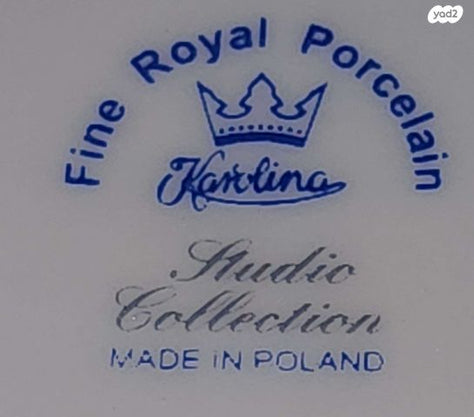 yad2
Fine Royal Porcelain
Karolina
Studio
Collection
MADE IN POLAND